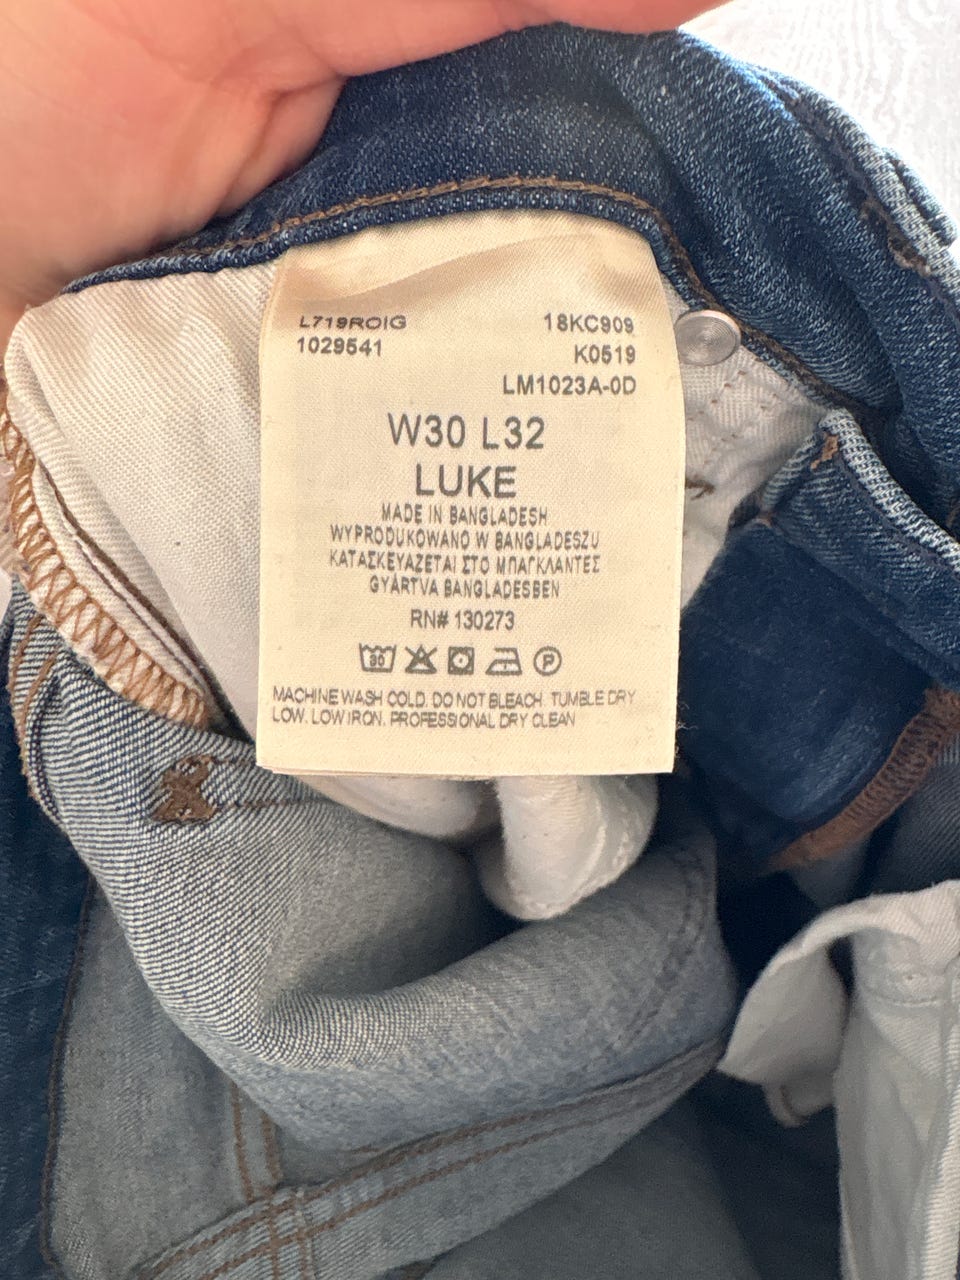 L719ROIG
1029541
18KC909
K0519
LM1023A-0D
W30 L32
LUKE
MADE IN BANGLADESH
WYPRODUKOWANO W BANGLADESZU
ΚΑΤΑΣΚΕΥΑΖΕΤΑΙ ΣΤΟ ΜΠΑΓΚΛΑΝΤΕΣ
GYÁRTVA BANGLADESBEN
RN# 130273
30 P
MACHINE WASH COLD. DO NOT BLEACH. TUMBLE DRY
LOW. LOW IRON. PROFESSIONAL DRY CLEAN